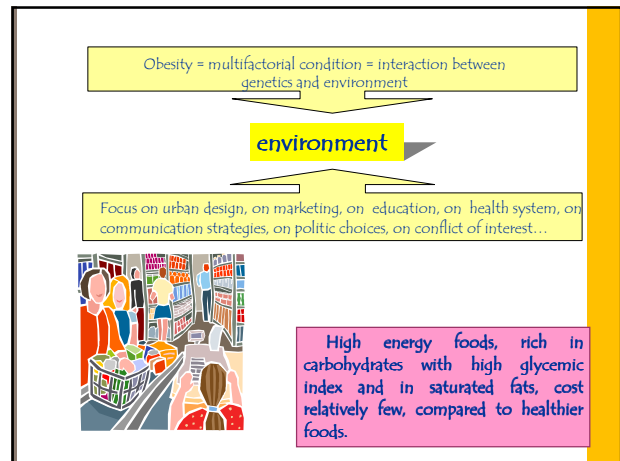 Obesity = multifactorial condition = interaction between
genetics and environment
environment
Focus on urban design, on marketing, on education, on health system, on
communication strategies, on politic choices, on conflict of interest…
High energy foods, rich in
carbohydrates with high glycemic
index and in saturated fats, cost
relatively few, compared to healthier
foods.